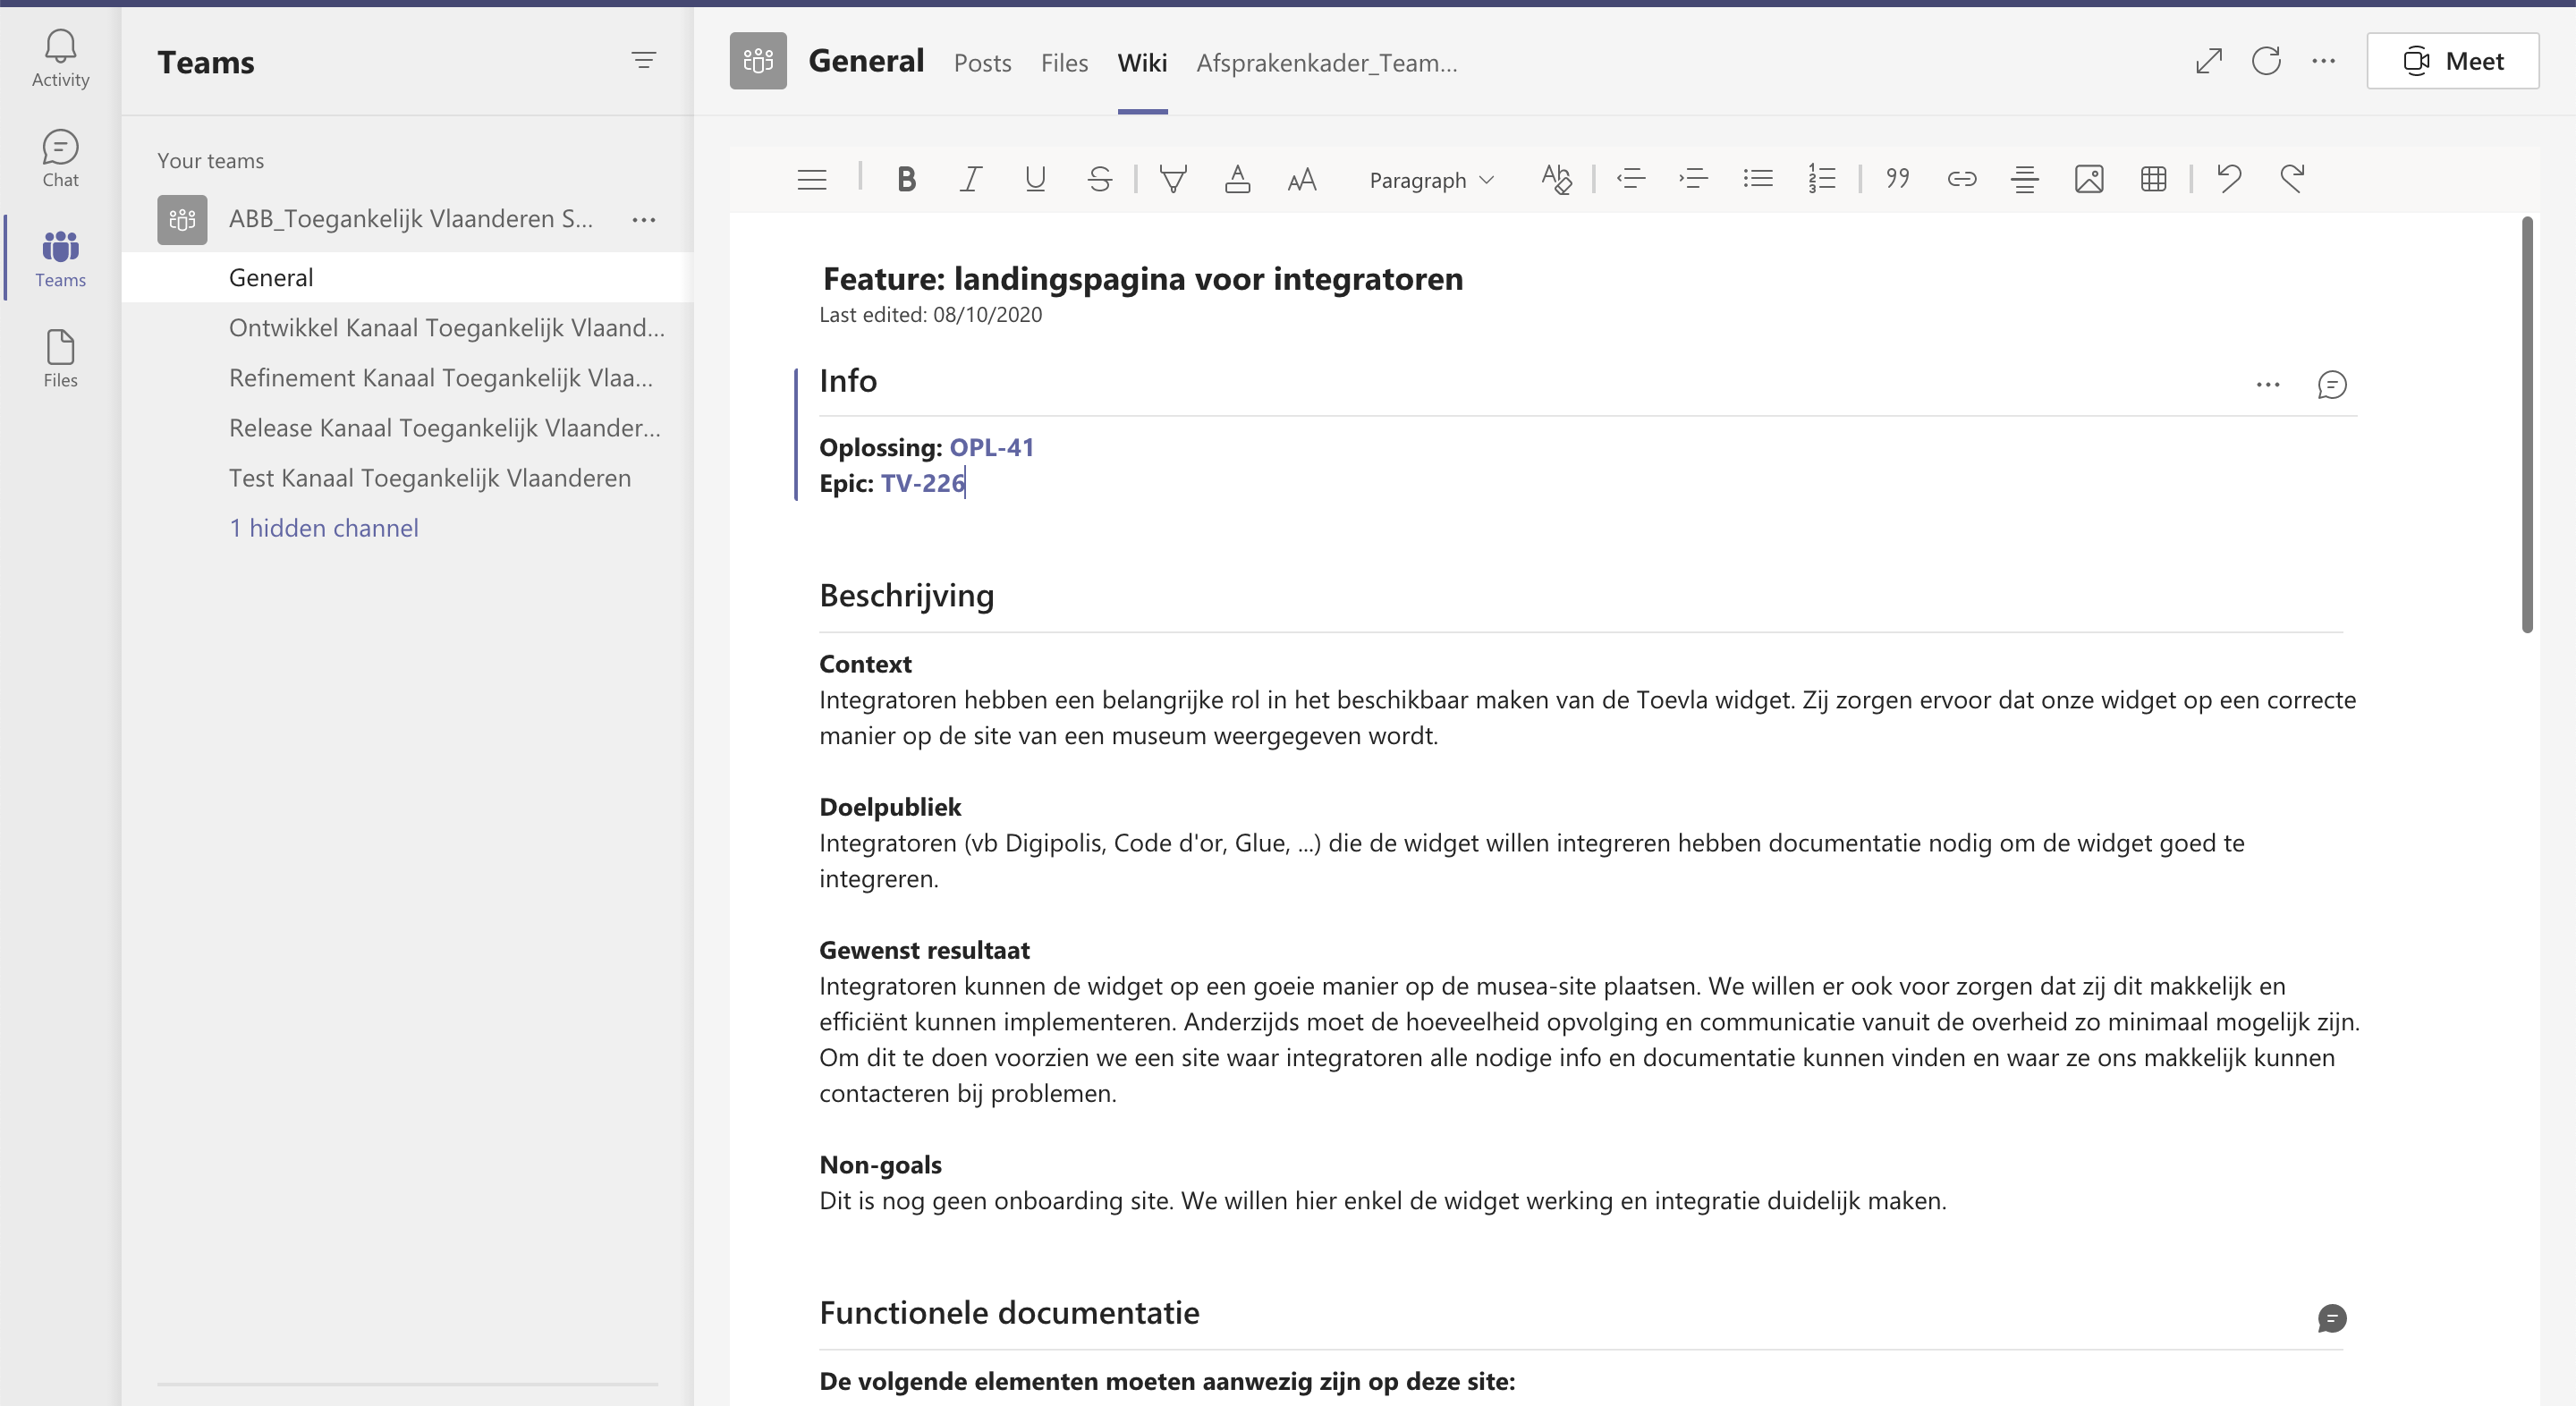 Activity
Chat
Teams
Files
Teams
Your teams
ABB_Toegankelijk Vlaanderen S...
General
Ontwikkel Kanaal Toegankelijk Vlaand...
Refinement Kanaal Toegankelijk Vlaa...
Release Kanaal Toegankelijk Vlaander...
Test Kanaal Toegankelijk Vlaanderen
1 hidden channel
General Posts Files Wiki Afsprakenkader_Team... Meet
Paragraph
Feature: landingspagina voor integratoren
Last edited: 08/10/2020
Info
Oplossing: OPL-41
Epic: TV-226
Beschrijving
Context
Integratoren hebben een belangrijke rol in het beschikbaar maken van de Toevla widget. Zij zorgen ervoor dat onze widget op een correcte
manier op de site van een museum weergegeven wordt.
Doelpubliek
Integratoren (vb Digipolis, Code d'or, Glue, ...) die de widget willen integreren hebben documentatie nodig om de widget goed te
integreren.
Gewenst resultaat
Integratoren kunnen de widget op een goeie manier op de musea-site plaatsen. We willen er ook voor zorgen dat zij dit makkelijk en
efficiënt kunnen implementeren. Anderzijds moet de hoeveelheid opvolging en communicatie vanuit de overheid zo minimaal mogelijk zijn.
Om dit te doen voorzien we een site waar integratoren alle nodige info en documentatie kunnen vinden en waar ze ons makkelijk kunnen
contacteren bij problemen.
Non-goals
Dit is nog geen onboarding site. We willen hier enkel de widget werking en integratie duidelijk maken.
Functionele documentatie
De volgende elementen moeten aanwezig zijn op deze site: